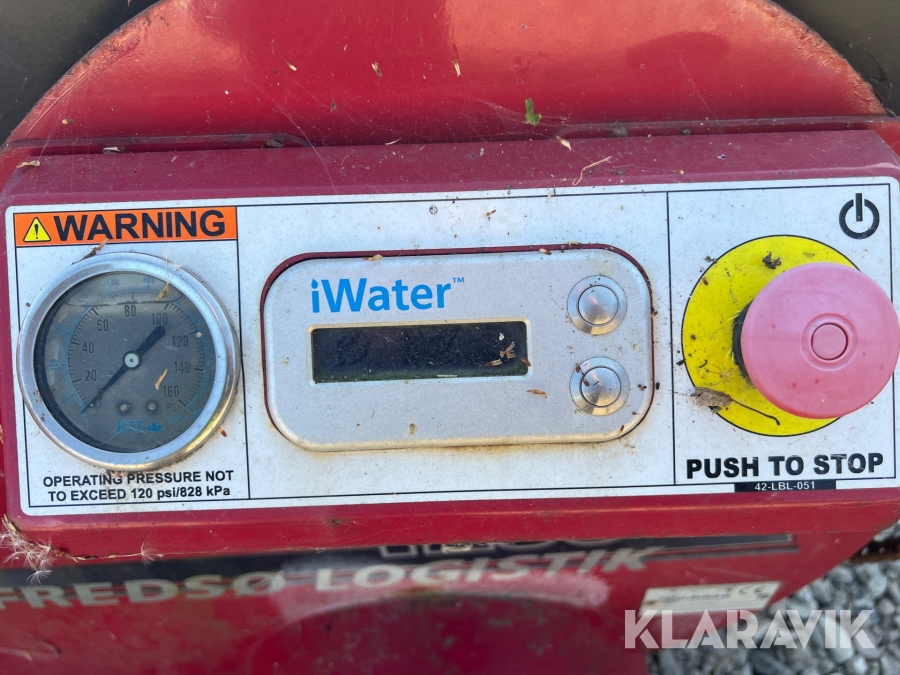 WARNING
20
40
60
80
100
120
140
160
PSI
OPERATING PRESSURE NOT
TO EXCEED 120 psi/828 kPa
iWater™
PUSH TO STOP
42-LBL-051
FREDSØ LOGISTIK
CE
KLARAVIK